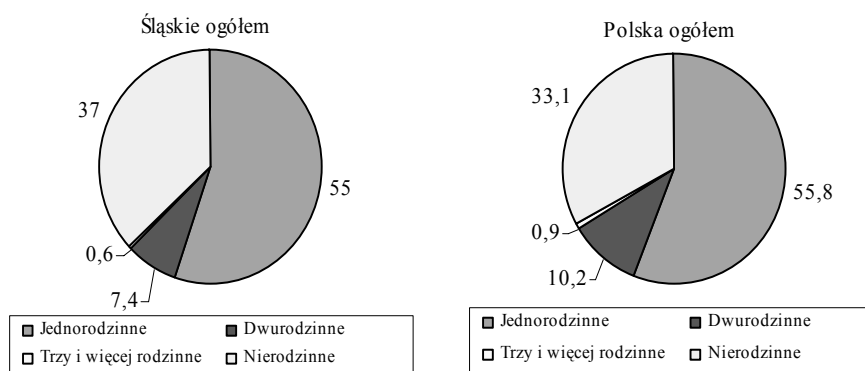 Śląskie ogółem
37
55
0,6
7,4
Jednorodzinne
Dwurodzinne
Trzy i więcej rodzinne
Nierodzinne
Polska ogółem
33,1
55,8
0,9
10,2
Jednorodzinne
Dwurodzinne
Trzy i więcej rodzinne
Nierodzinne